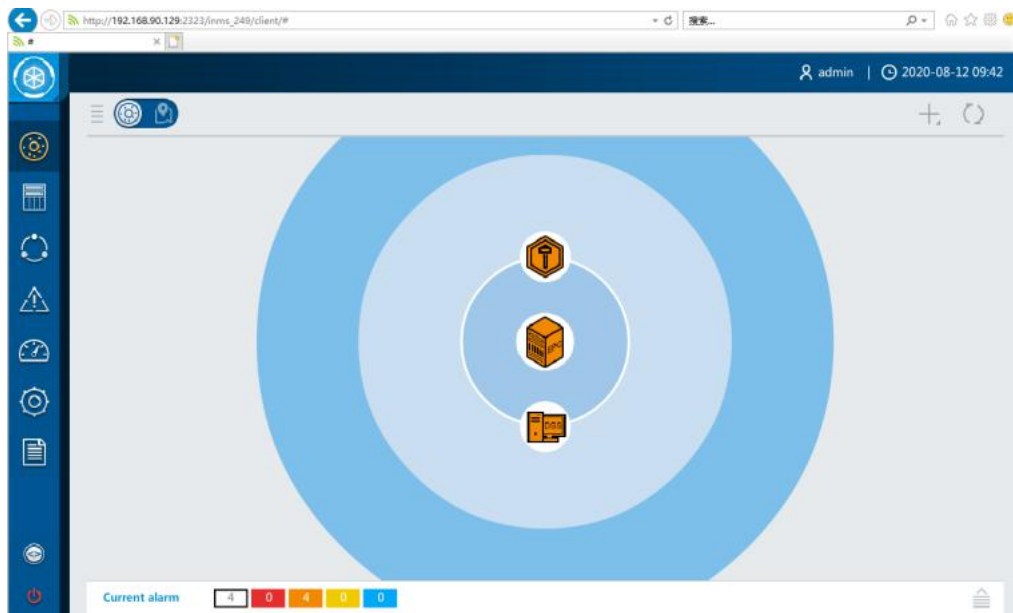 http://192.168.90.129:2323/inms_249/client/#
搜索...
#
admin | 2020-08-12 09:42
EPC
DSS
Current alarm 4 0 4 0 0